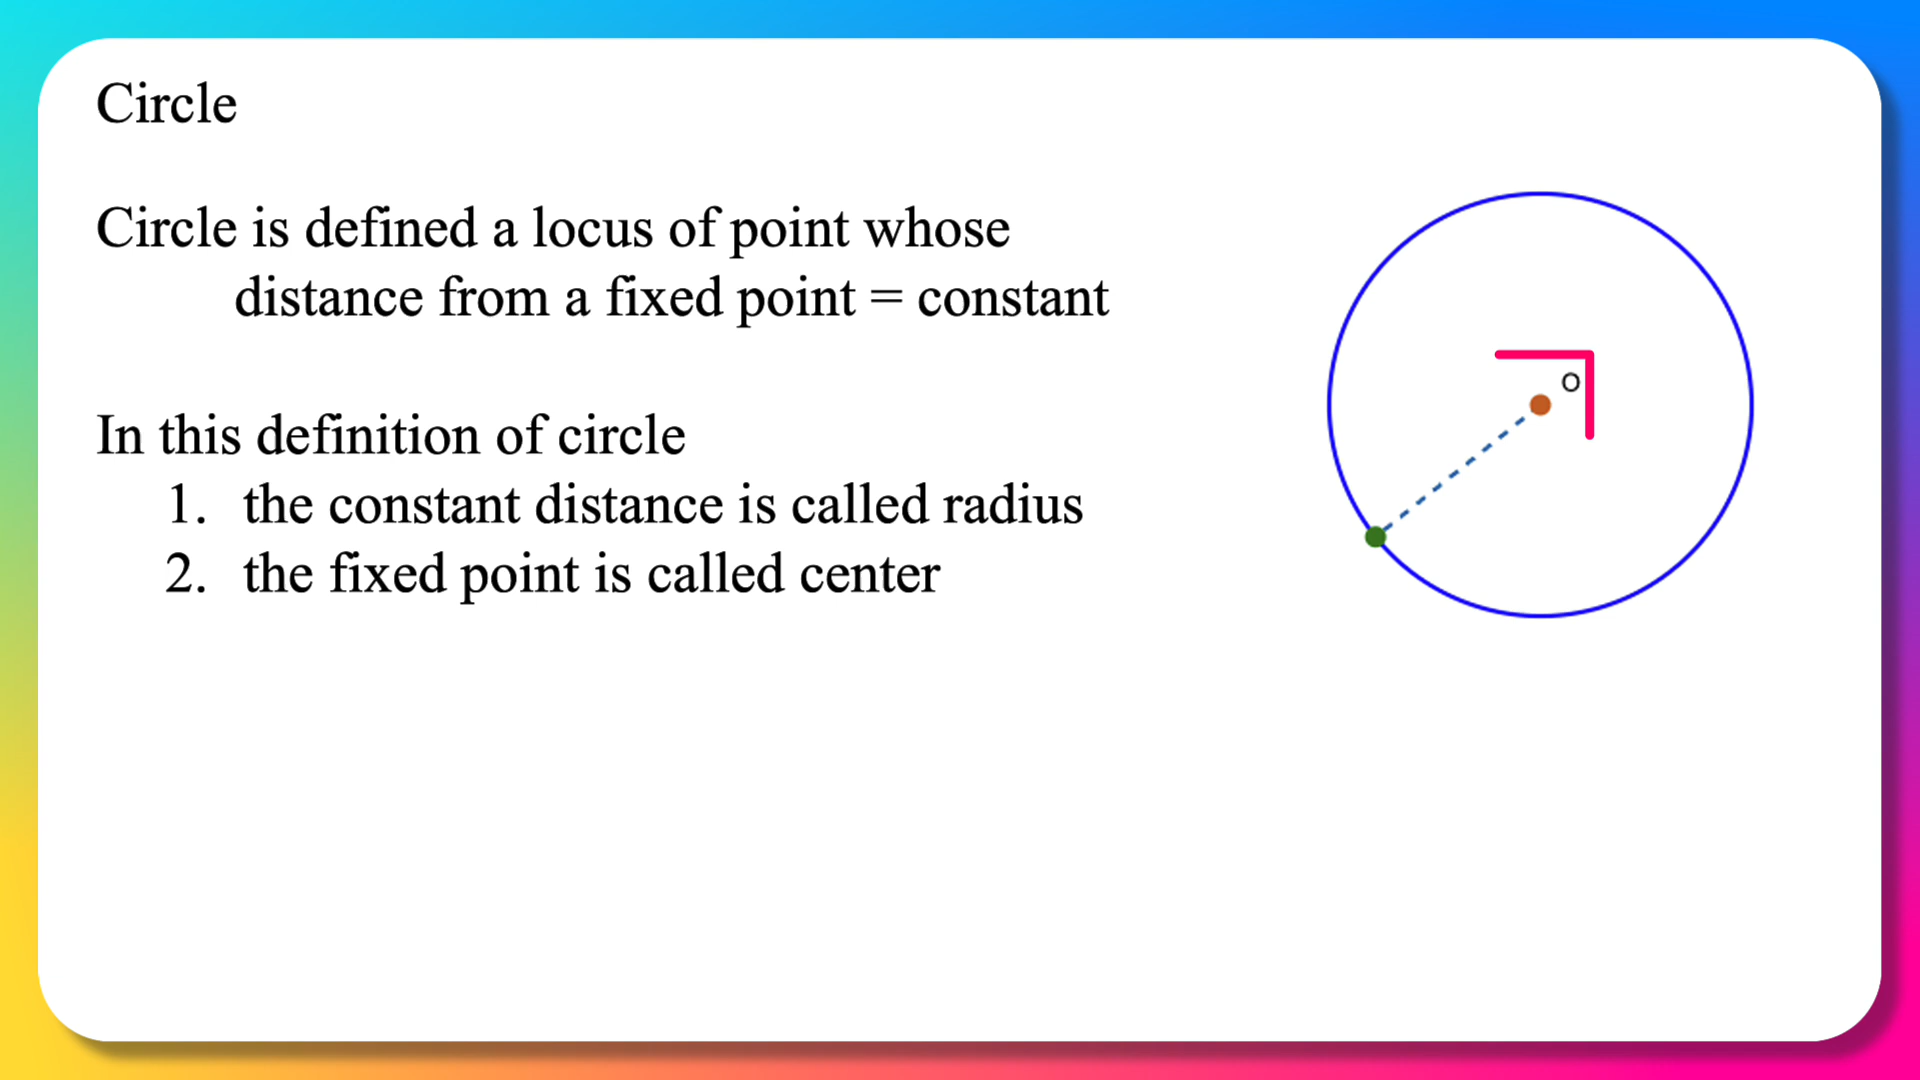 Circle
Circle is defined a locus of point whose
distance from a fixed point = constant
In this definition of circle
1. the constant distance is called radius
2. the fixed point is called center
O